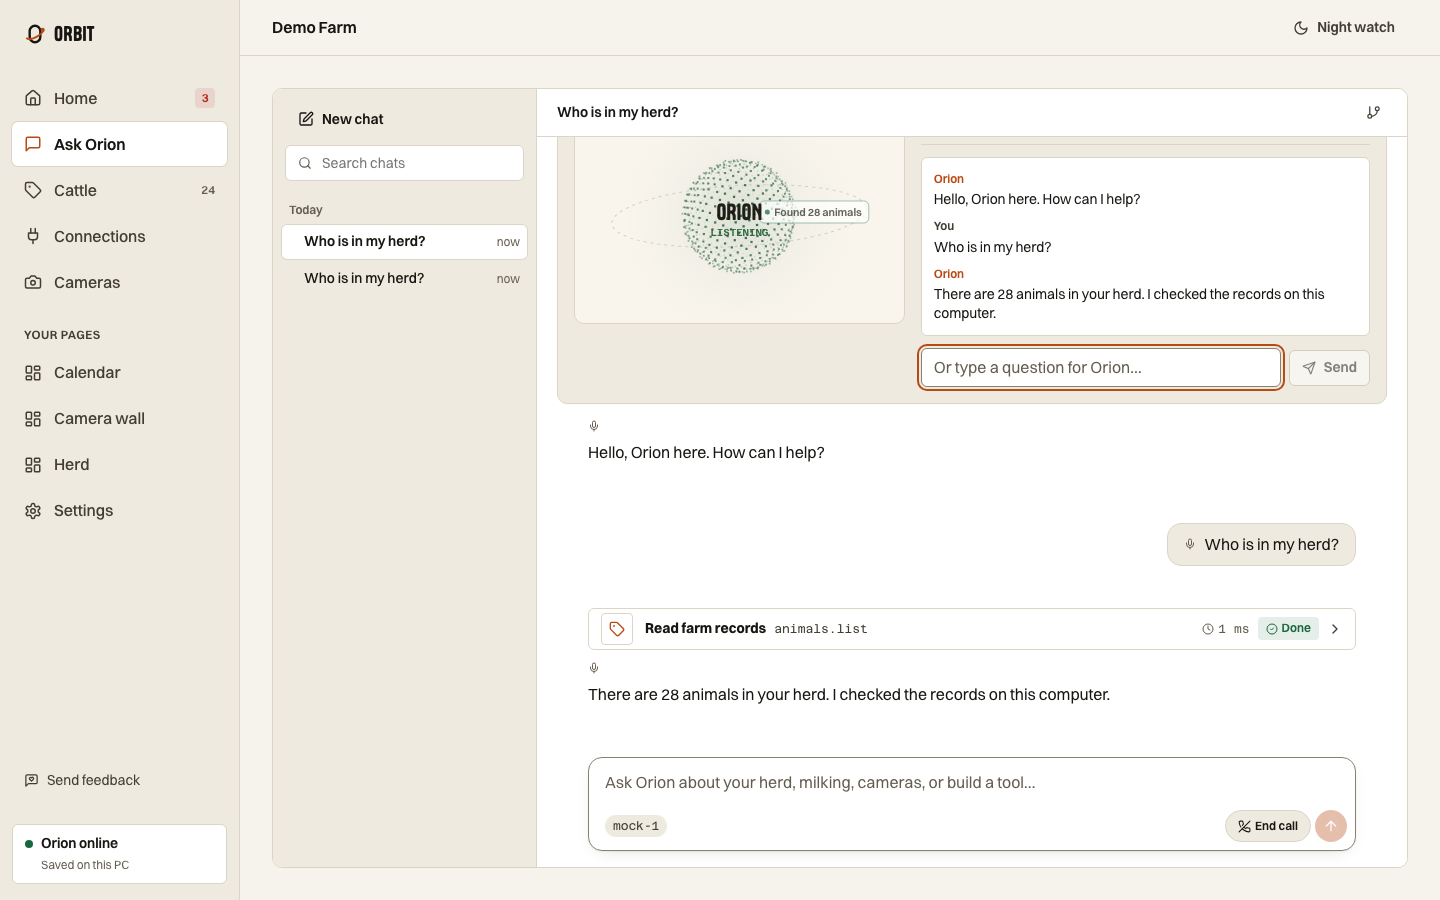 ORBIT
Home 3
Ask Orion
Cattle 24
Connections
Cameras
YOUR PAGES
Calendar
Camera wall
Herd
Settings
Send feedback
Orion online
Saved on this PC
Demo Farm
Night watch
New chat
Search chats
Today
Who is in my herd? now
Who is in my herd? now
Who is in my herd?
ORION
Found 28 animals
LISTENING
Orion
Hello, Orion here. How can I help?
You
Who is in my herd?
Orion
There are 28 animals in your herd. I checked the records on this
computer.
Or type a question for Orion...
Send
Hello, Orion here. How can I help?
Who is in my herd?
Read farm records animals.list 1 ms Done
There are 28 animals in your herd. I checked the records on this computer.
Ask Orion about your herd, milking, cameras, or build a tool...
mock-1
End call